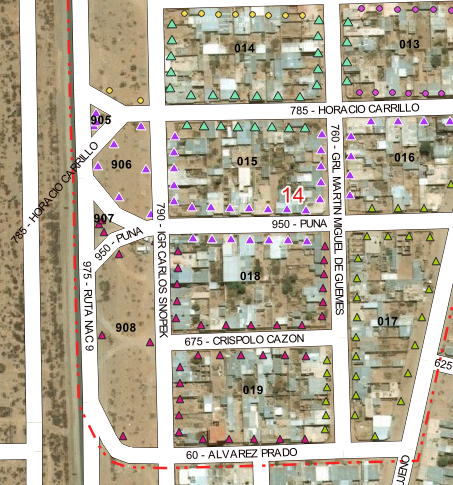 014
013
785 - HORACIO CARRILLO
905
906
015
016
14
785 - HORACIO CARRILLO
760 - GRL MARTIN MIGUEL DE GUEMES
790 - IGR CARLOS SNOPEK
907
950 - PUNA
950 - PUNA
975 - RUTA NAC 9
018
908
017
675 - CRISPOLO CAZON
625
019
60 - ALVAREZ PRADO